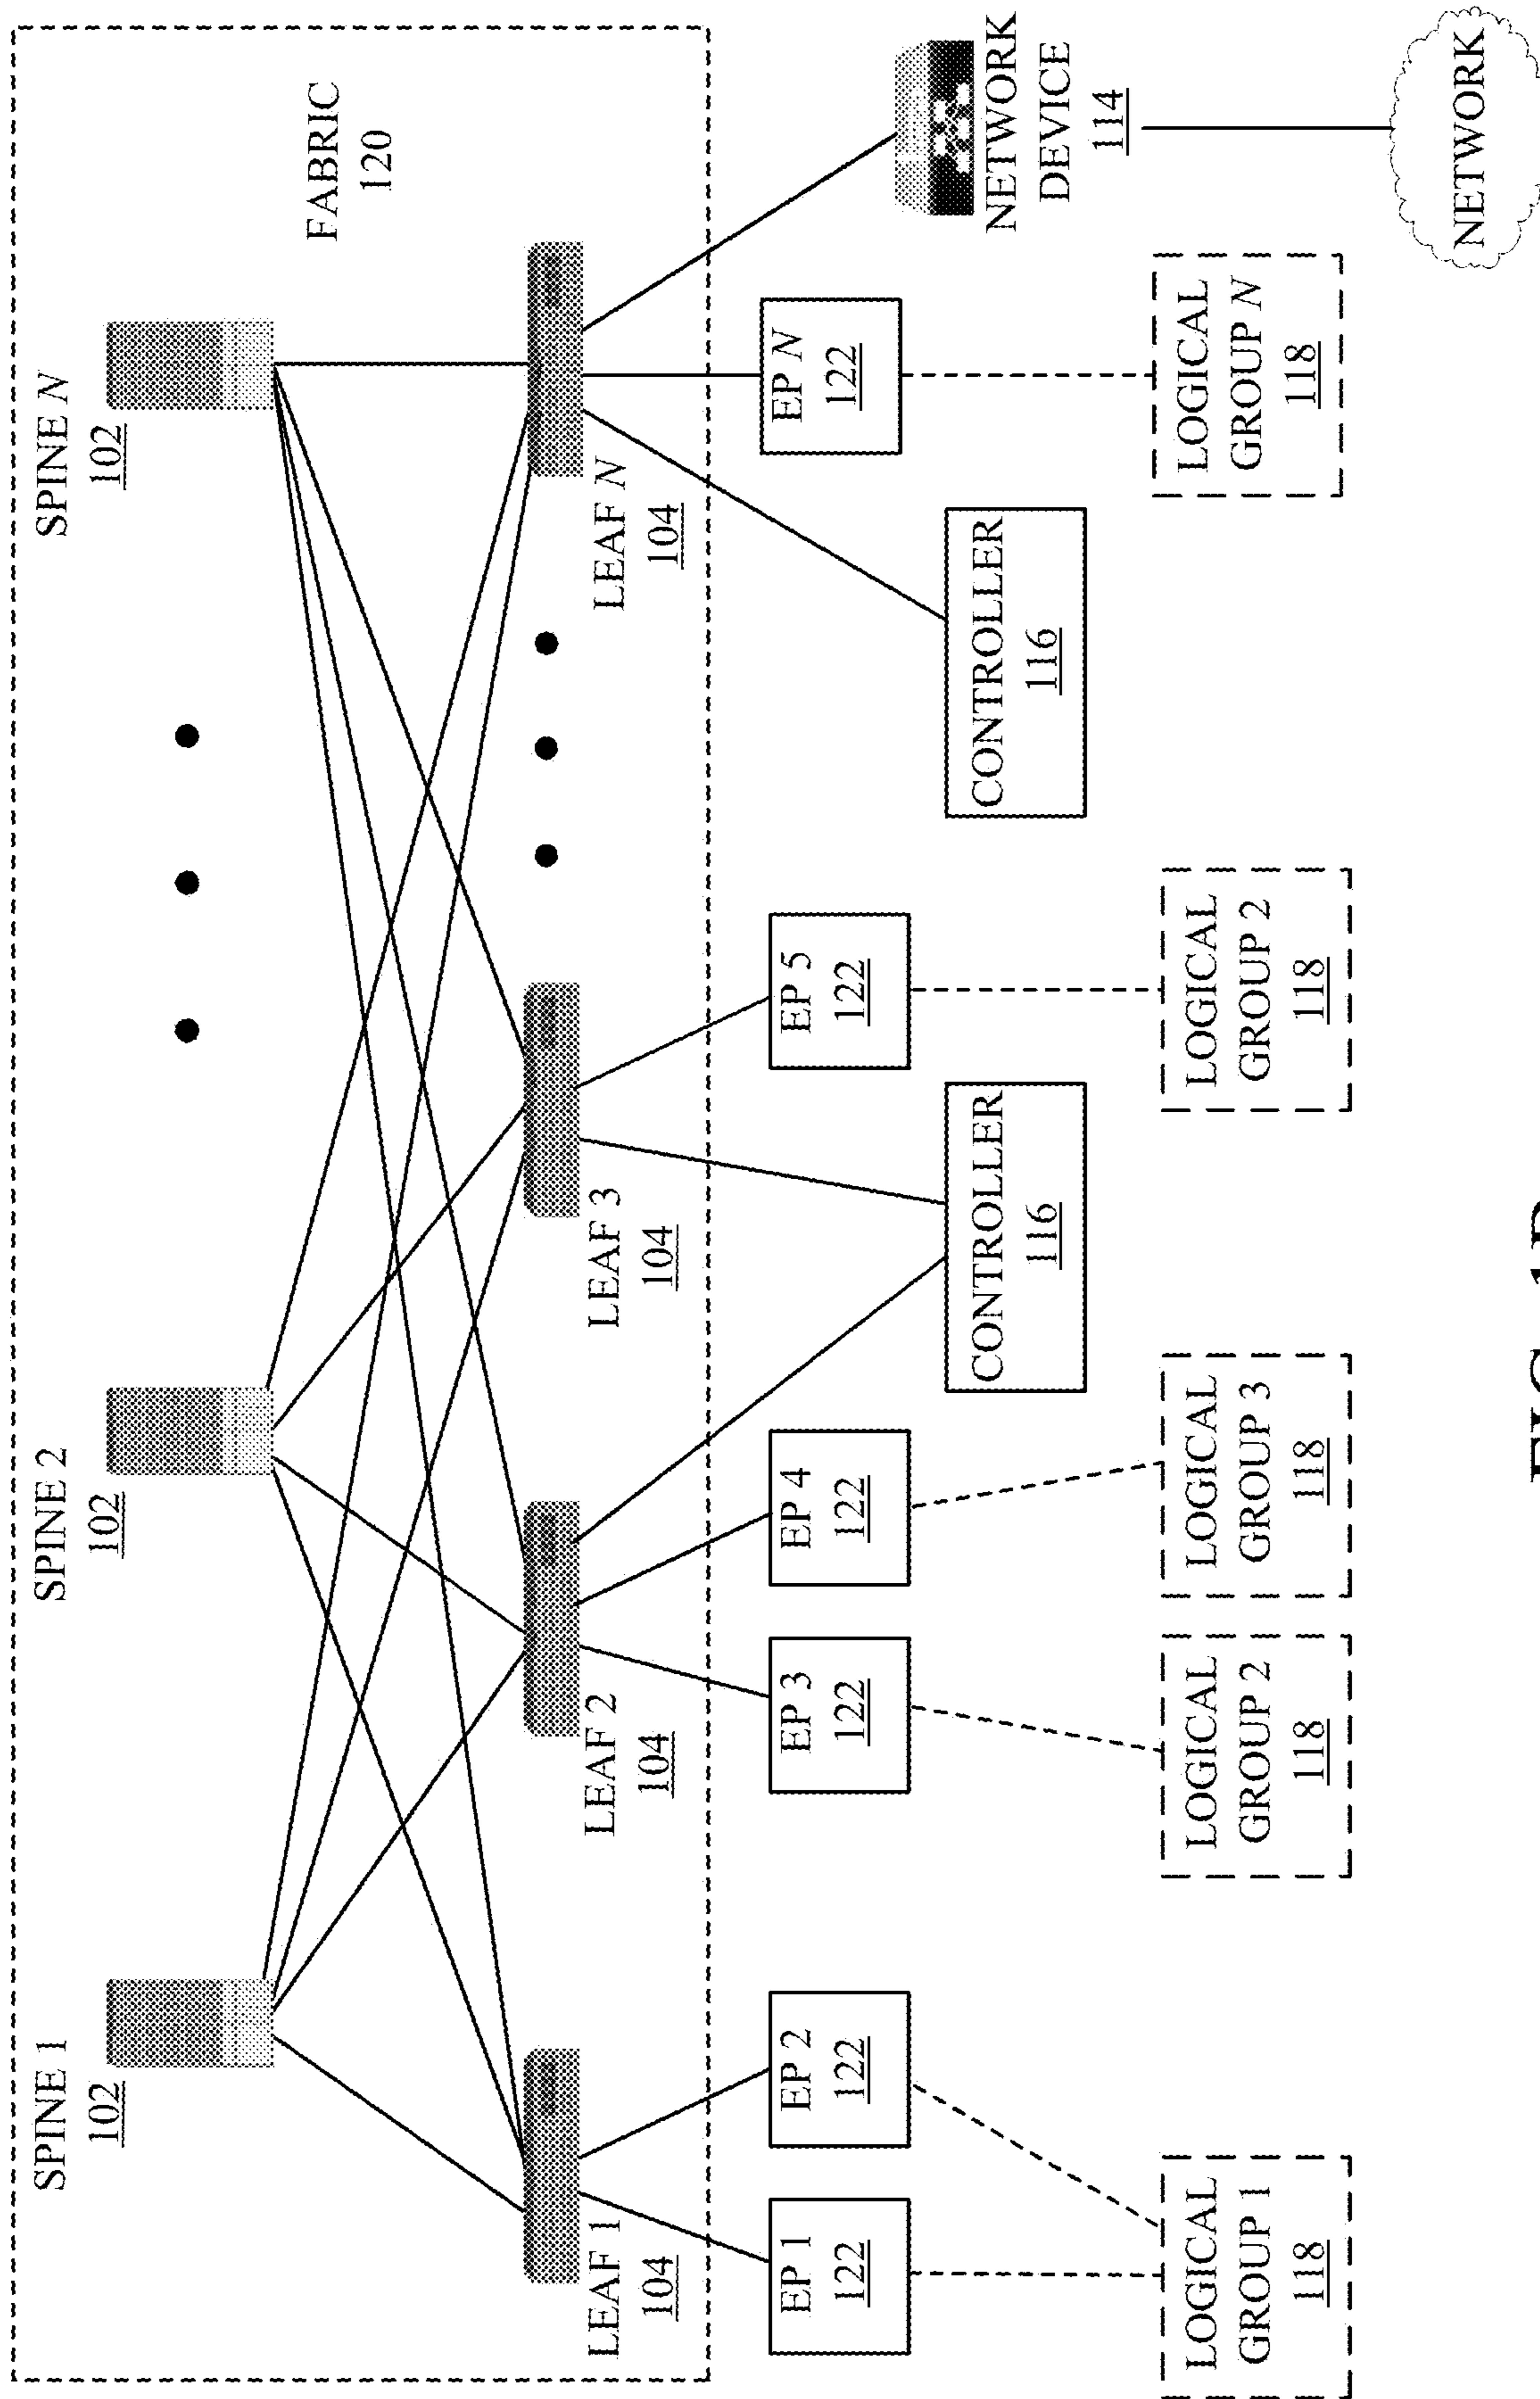 SPINE 1
102
SPINE 2
102
SPINE N
102
FABRIC
120
LEAF 1
104
LEAF 2
104
LEAF 3
104
LEAF N
104
EP 1
122
EP 2
122
EP 3
122
EP 4
122
EP 5
122
EP N
122
CONTROLLER
116
CONTROLLER
116
NETWORK
DEVICE
114
LOGICAL
GROUP 1
118
LOGICAL
GROUP 2
118
LOGICAL
GROUP 3
118
LOGICAL
GROUP 2
118
LOGICAL
GROUP N
118
NETWORK